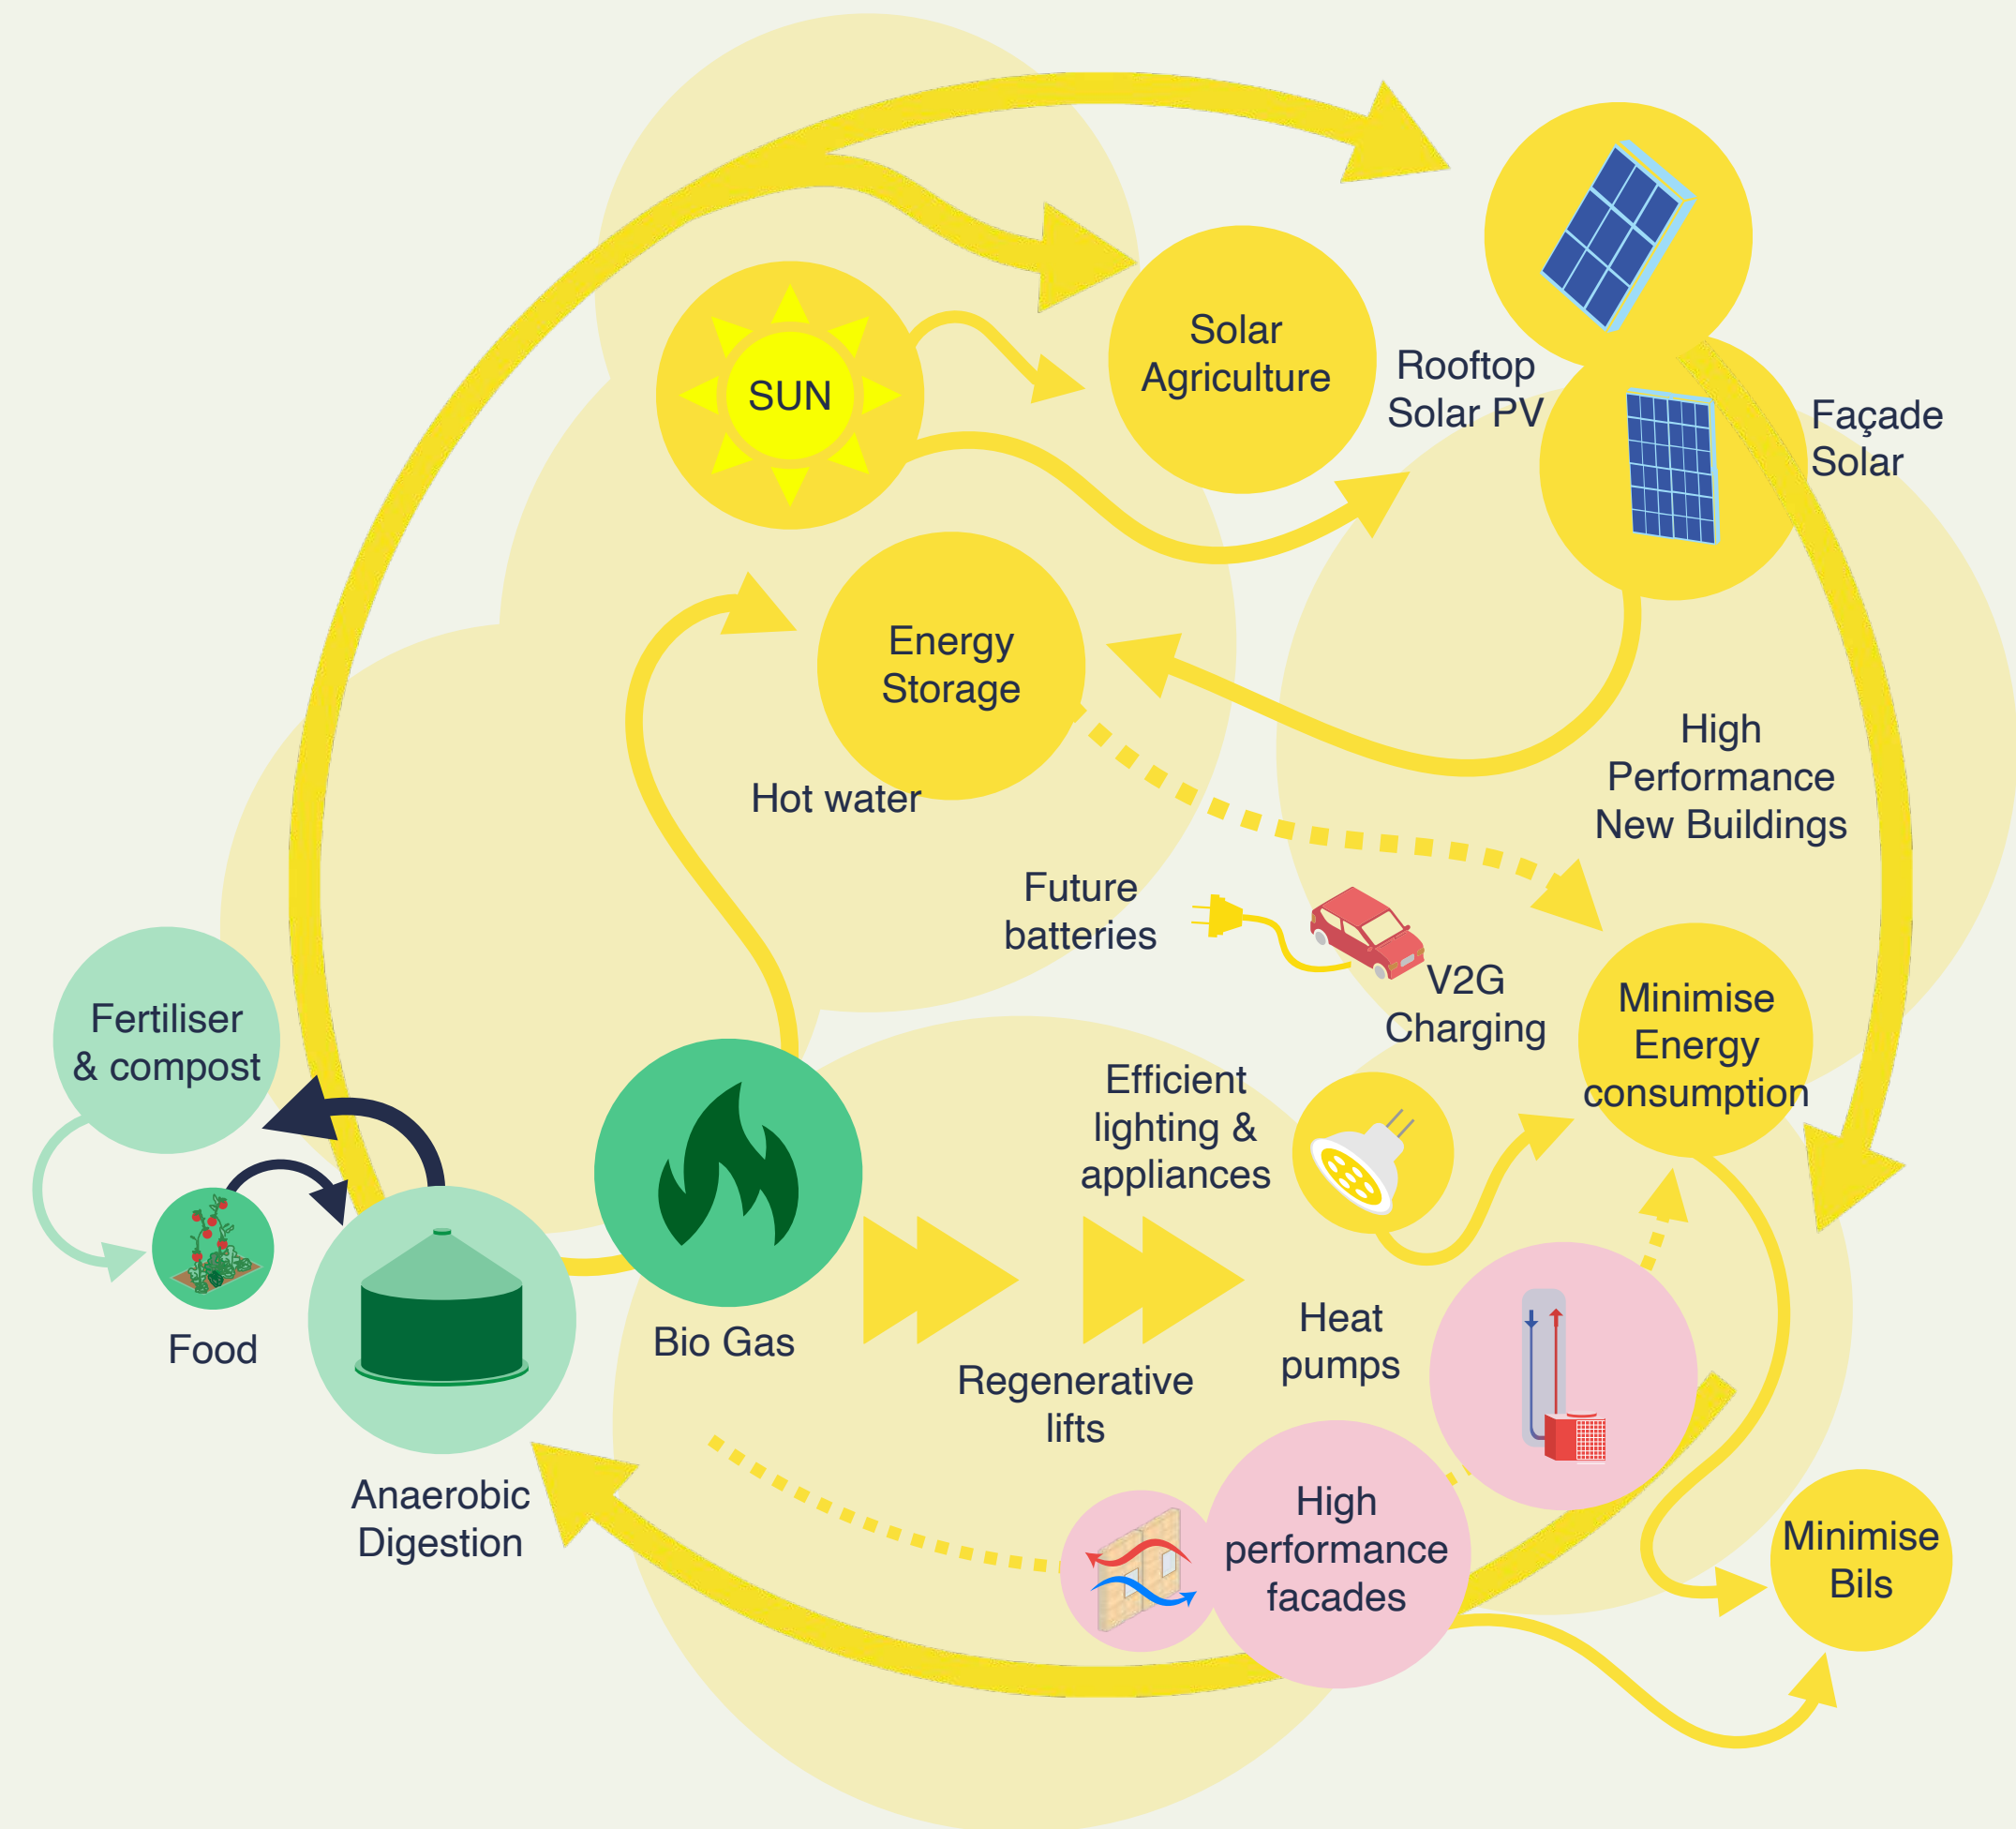 SUN
Solar
Agriculture
Rooftop
Solar PV
Façade
Solar
Energy
Storage
Hot water
High
Performance
New Buildings
Future
batteries
V2G
Charging
Minimise
Energy
consumption
Fertiliser
& compost
Efficient
lighting &
appliances
Food
Bio Gas
Heat
pumps
Regenerative
lifts
Anaerobic
Digestion
High
performance
facades
Minimise
Bils